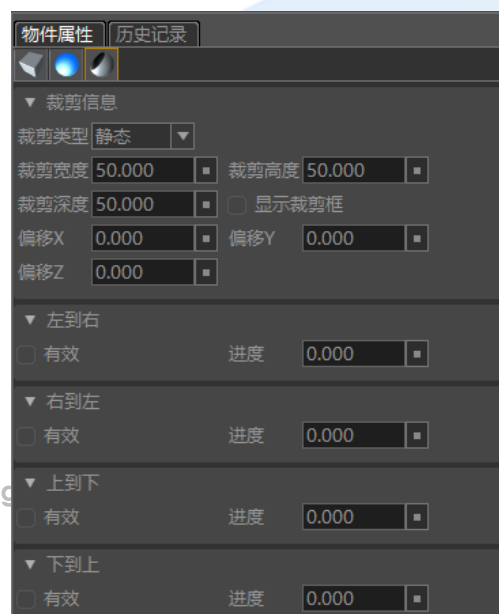 物件属性 历史记录
▼ 裁剪信息
裁剪类型 静态
裁剪宽度 50.000 裁剪高度 50.000
裁剪深度 50.000 显示裁剪框
偏移X 0.000 偏移Y 0.000
偏移Z 0.000
▼ 左到右
有效 进度 0.000
▼ 右到左
有效 进度 0.000
▼ 上到下
有效 进度 0.000
▼ 下到上
有效 进度 0.000